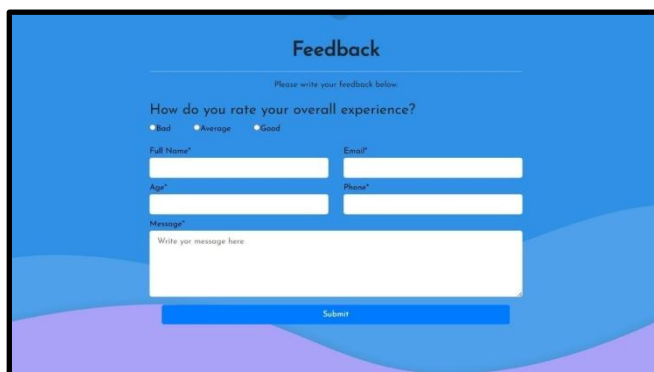 Feedback
Please write your feedback below:
How do you rate your overall experience?
Bad Average Good
Full Name* Email*
Age* Phone*
Message*
Write yor message here
Submit